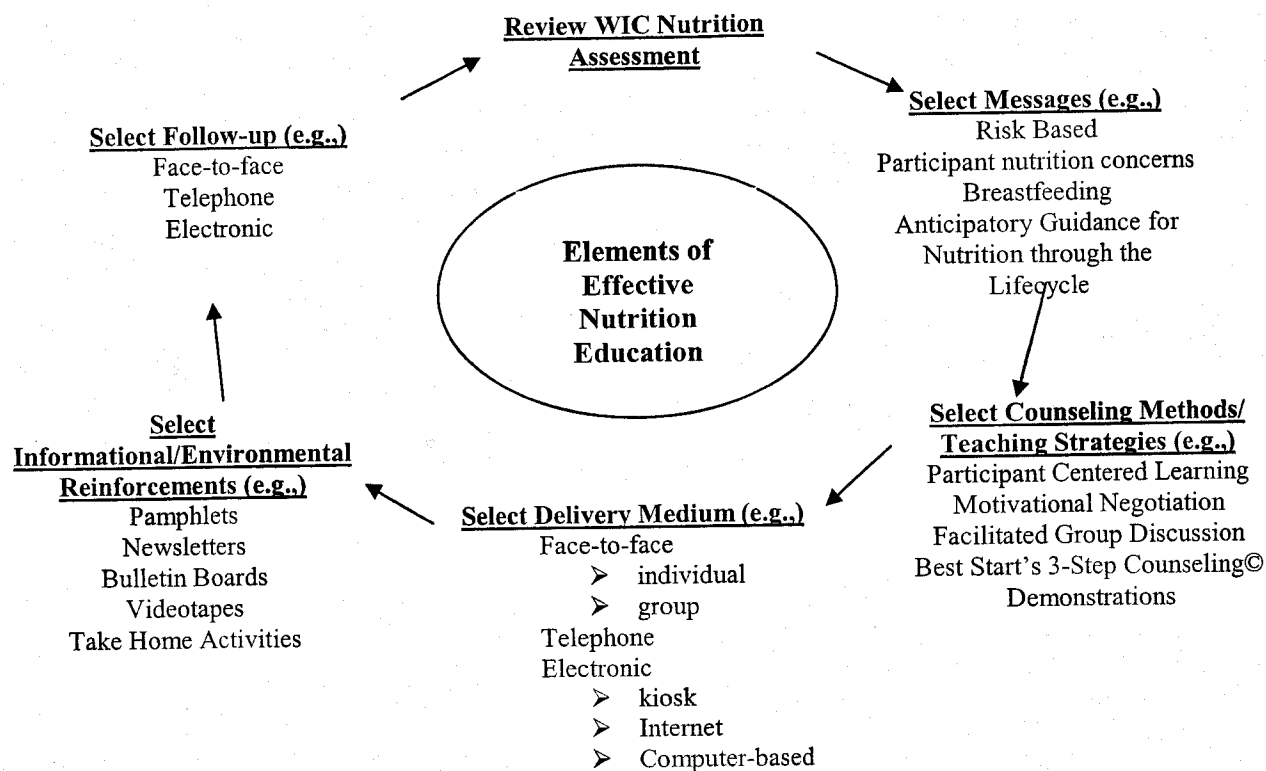 Review WIC Nutrition
Assessment
Select Messages (e.g.,)
Risk Based
Participant nutrition concerns
Breastfeeding
Anticipatory Guidance for
Nutrition through the
Lifecycle
Select Counseling Methods/
Teaching Strategies (e.g.,)
Participant Centered Learning
Motivational Negotiation
Facilitated Group Discussion
Best Start's 3-Step Counseling©
Demonstrations
Select Delivery Medium (e.g.,)
Face-to-face
➢ individual
➢ group
Telephone
Electronic
➢ kiosk
➢ Internet
➢ Computer-based
Select
Informational/Environmental
Reinforcements (e.g.,)
Pamphlets
Newsletters
Bulletin Boards
Videotapes
Take Home Activities
Select Follow-up (e.g.,)
Face-to-face
Telephone
Electronic
Elements of
Effective
Nutrition
Education